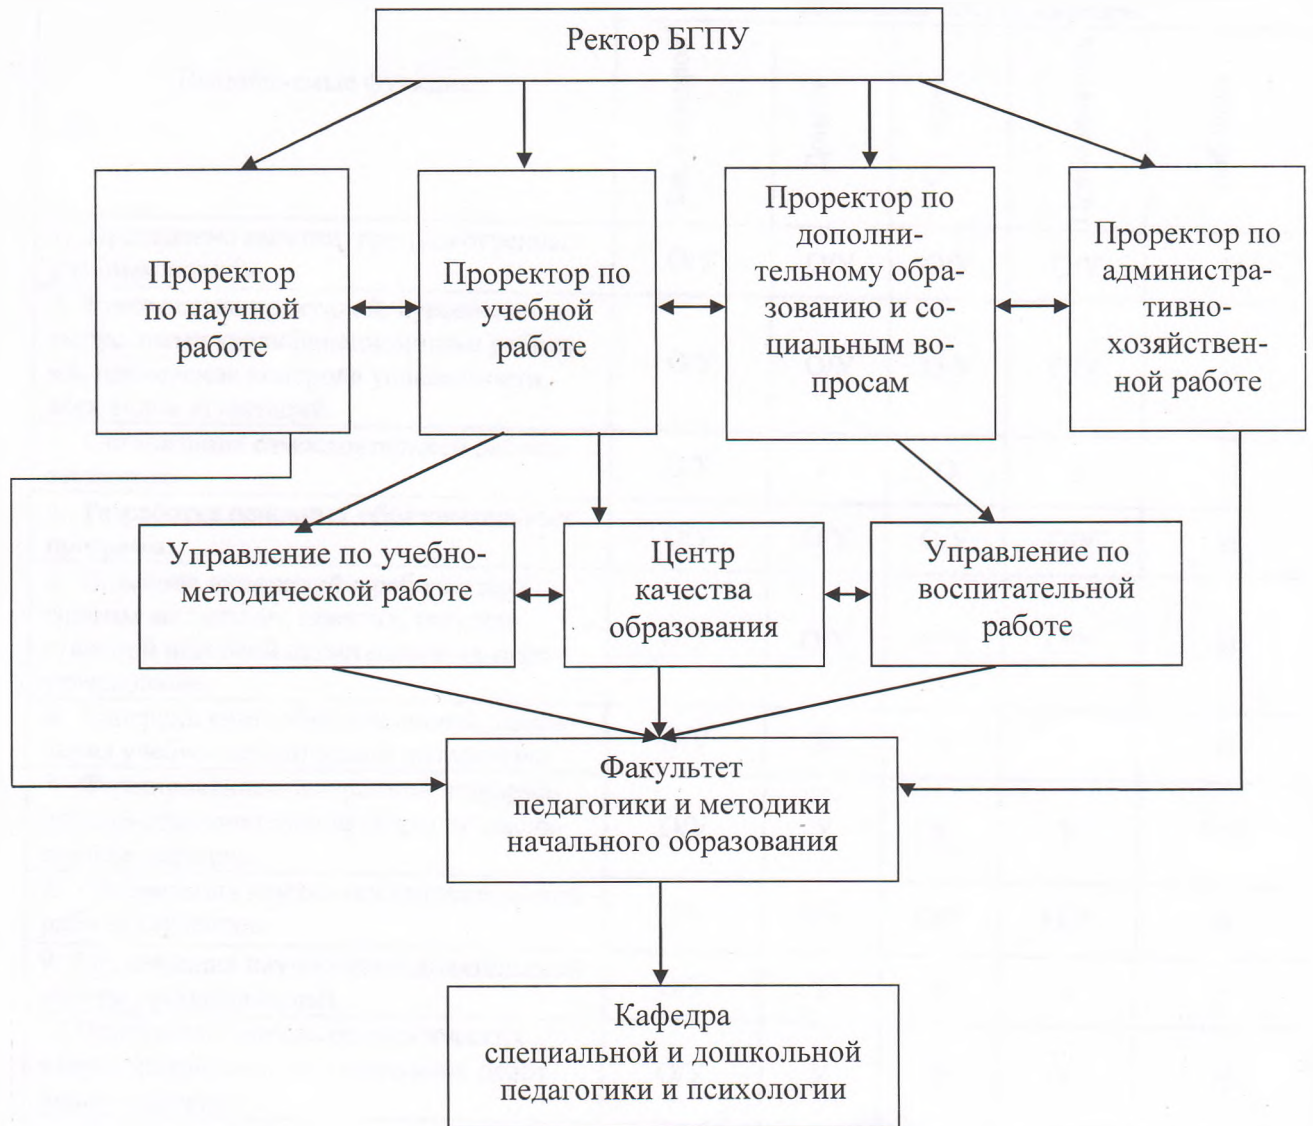 Ректор БГПУ
Проректор
по научной
работе
Проректор по
учебной
работе
Проректор по
дополни-
тельному обра-
зованию и со-
циальным во-
просам
Проректор по
администра-
тивно-
хозяйствен-
ной работе
Управление по учебно-
методической работе
Центр
качества
образования
Управление по
воспитательной
работе
Факультет
педагогики и методики
начального образования
Кафедра
специальной и дошкольной
педагогики и психологии